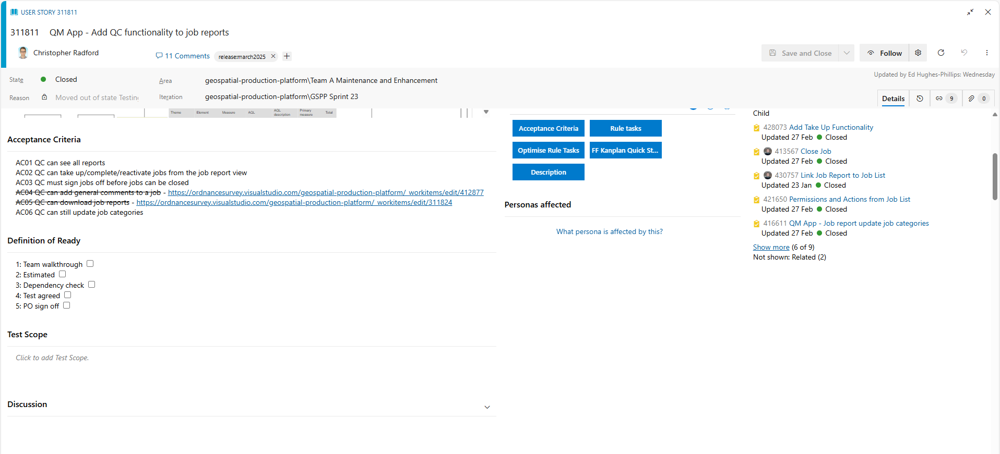 USER STORY 311811
311811 QM App - Add QC functionality to job reports
Christopher Radford
11 Comments
release:march2025
Save and Close
Follow
State
Closed
Area
geospatial-production-platform\Team A Maintenance and Enhancement
Updated by Ed Hughes-Phillips: Wednesday
Reason
Moved out of state Testing
Iteration
geospatial-production-platform\GSPP Sprint 23
Details
9
0
Theme Element Measure AQL AQL description Primary measure Total
Acceptance Criteria
AC01 QC can see all reports
AC02 QC can take up/complete/reactivate jobs from the job report view
AC03 QC must sign jobs off before jobs can be closed
AC04 QC can add general comments to a job - https://ordnancesurvey.visualstudio.com/geospatial-production-platform/_workitems/edit/412877
AC05 QC can download job reports - https://ordnancesurvey.visualstudio.com/geospatial-production-platform/_workitems/edit/311824
AC06 QC can still update job categories
Definition of Ready
1: Team walkthrough
2: Estimated
3: Dependency check
4: Test agreed
5: PO sign off
Test Scope
Click to add Test Scope.
Discussion
Acceptance Criteria
Rule tasks
Optimise Rule Tasks
FF Kanplan Quick St...
Description
Personas affected
What persona is affected by this?
Child
428073 Add Take Up Functionality
Updated 27 Feb Closed
413567 Close Job
Updated 27 Feb Closed
430757 Link Job Report to Job List
Updated 23 Jan Closed
421650 Permissions and Actions from Job List
Updated 27 Feb Closed
416611 QM App - Job report update job categories
Updated 27 Feb Closed
Show more (6 of 9)
Not shown: Related (2)